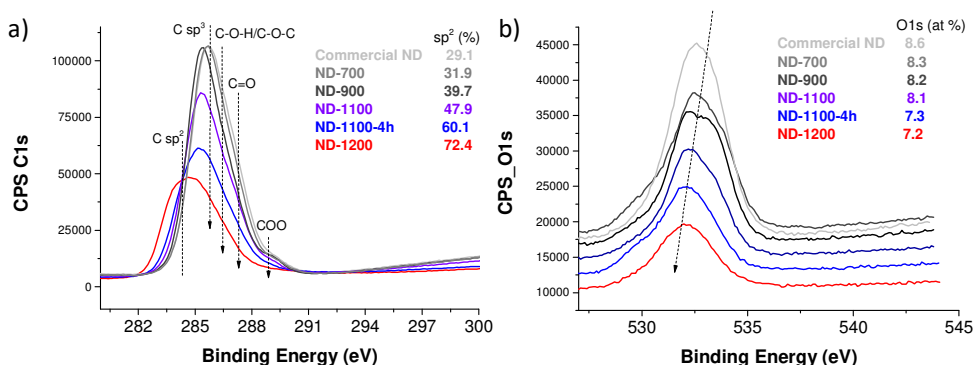 a)
C sp³
C-O-H/C-O-C
C=O
C sp²
COO
sp² (%)
Commercial ND 29.1
ND-700 31.9
ND-900 39.7
ND-1100 47.9
ND-1100-4h 60.1
ND-1200 72.4
CPS C1s
100000
75000
50000
25000
0
282 285 288 291 294 297 300
Binding Energy (eV)
b)
O1s (at %)
Commercial ND 8.6
ND-700 8.3
ND-900 8.2
ND-1100 8.1
ND-1100-4h 7.3
ND-1200 7.2
CPS_O1s
45000
40000
35000
30000
25000
20000
15000
10000
530 535 540 545
Binding Energy (eV)